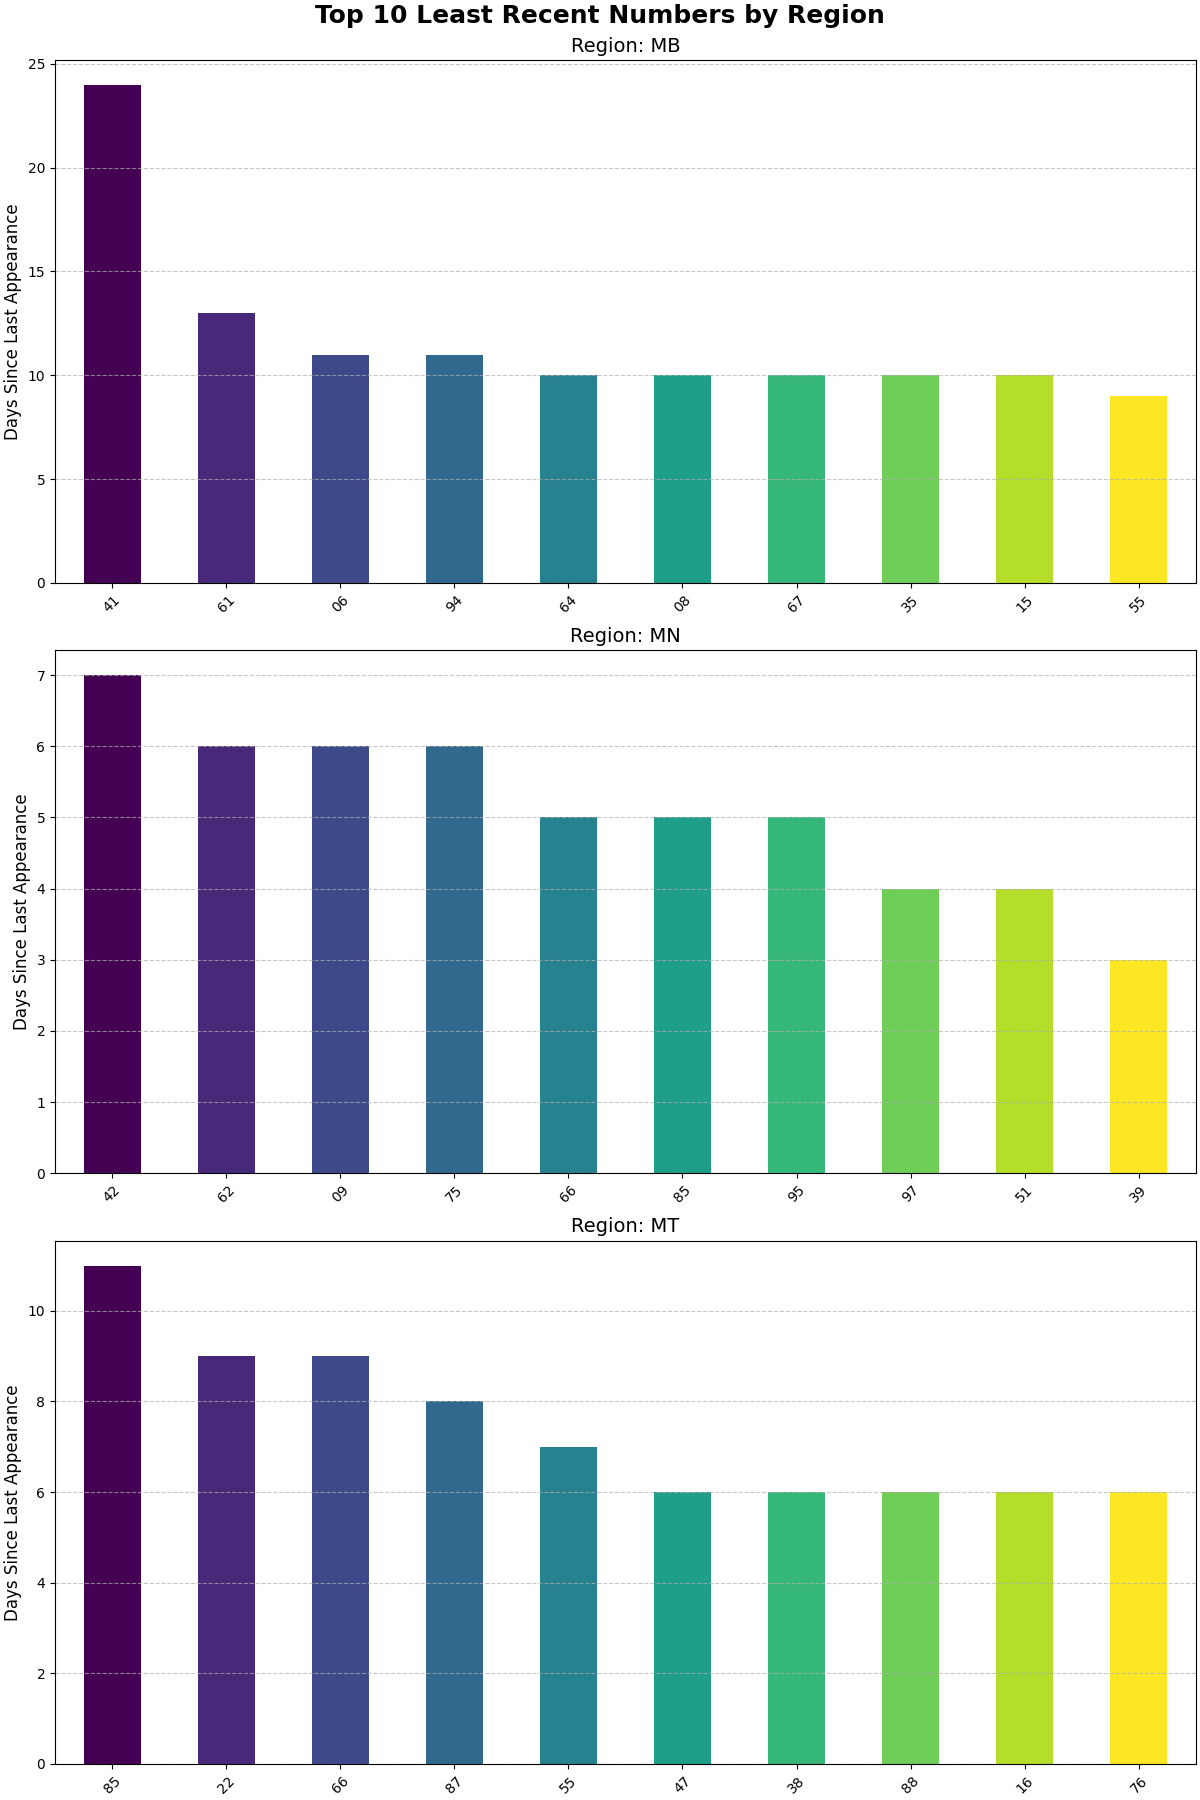 Top 10 Least Recent Numbers by Region
Region: MB
Days Since Last Appearance
25
20
15
10
5
0
41 61 06 94 64 08 67 35 15 55
Region: MN
Days Since Last Appearance
7
6
5
4
3
2
1
0
42 62 09 75 66 85 95 97 51 39
Region: MT
Days Since Last Appearance
10
8
6
4
2
0
85 22 66 87 55 47 38 88 16 76